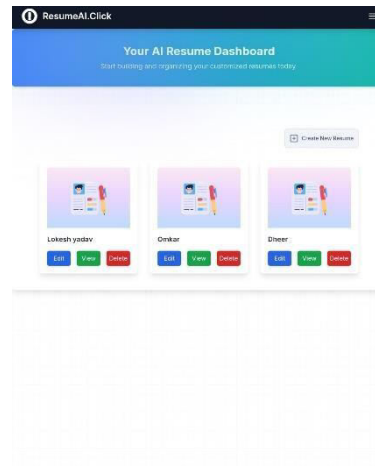 ResumeAI.Click
Your AI Resume Dashboard
Start building and organizing your customized resumes today.
Create New Resume
Lokesh yadav
Omkar
Dheer
Edit View Delete
Edit View Delete
Edit View Delete